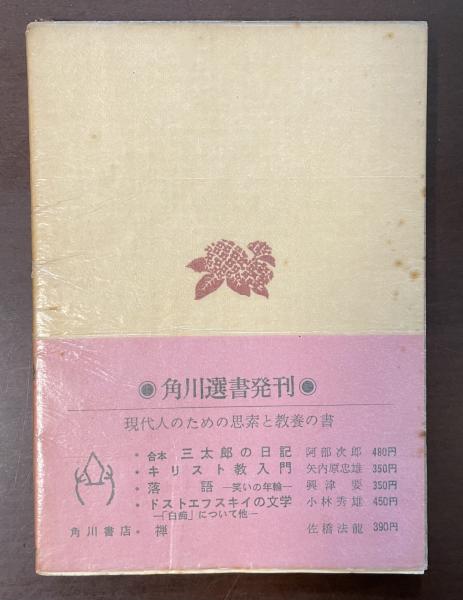 角川選書発刊
現代人のための思索と教養の書
・合本 三太郎の日記 阿部次郎 480円
・キリスト教入門 矢内原忠雄 350円
・落語 —笑いの年輪— 興津要 350円
・ドストエフスキイの文学 小林秀雄 450円
—「白痴」について他—
角川書店・禅 佐橋法龍 390円